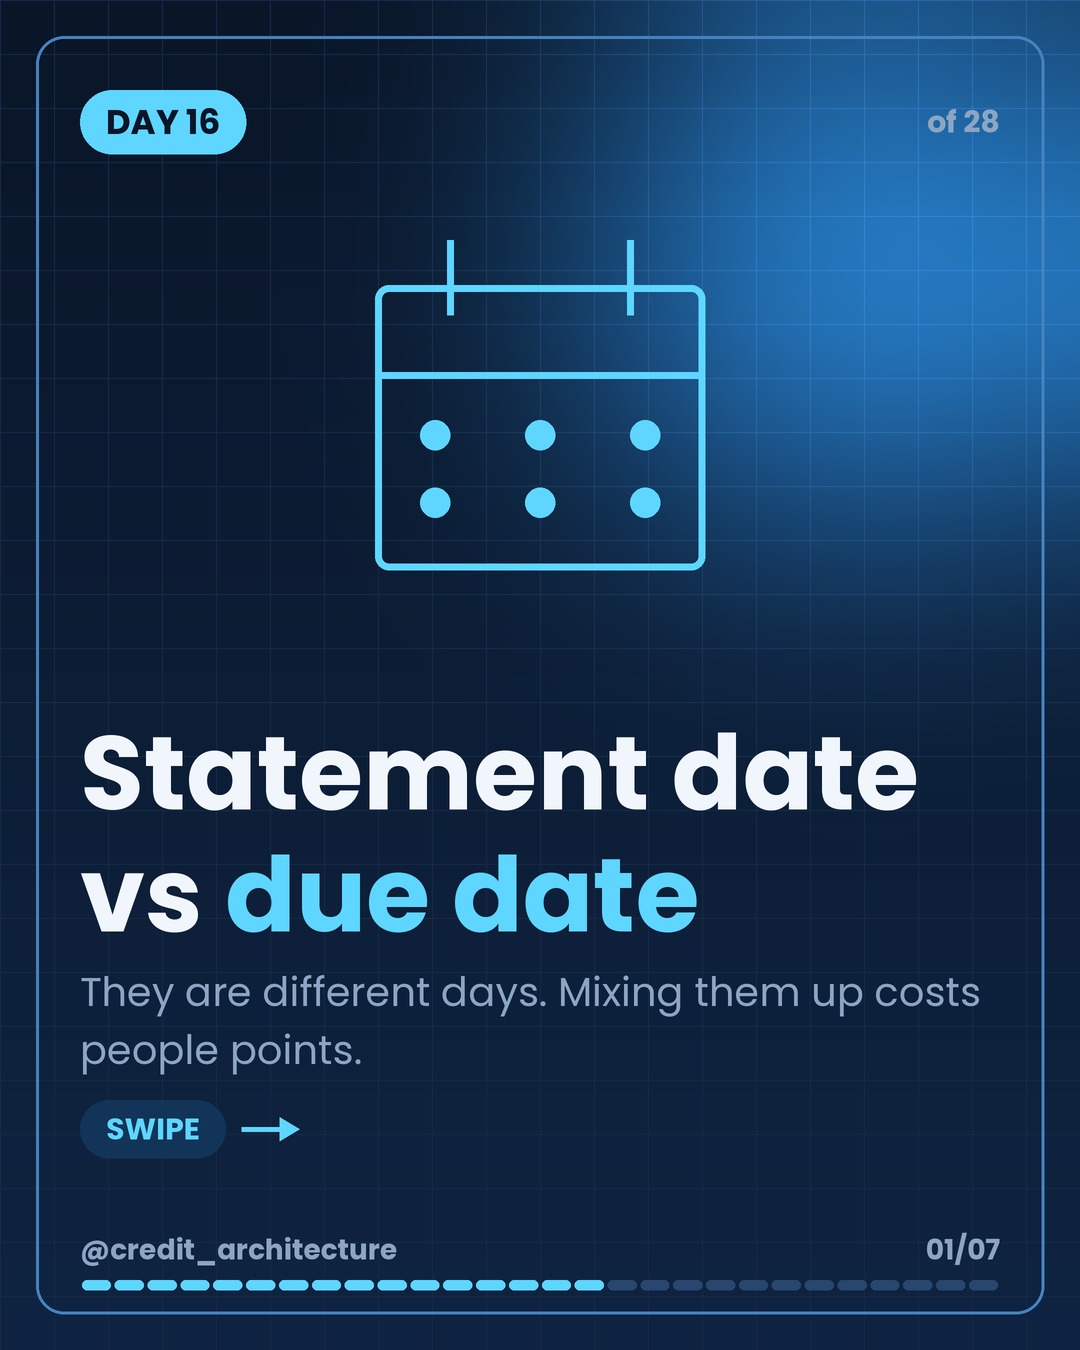 DAY 16
of 28
Statement date
vs due date
They are different days. Mixing them up costs
people points.
SWIPE
@credit_architecture
01/07